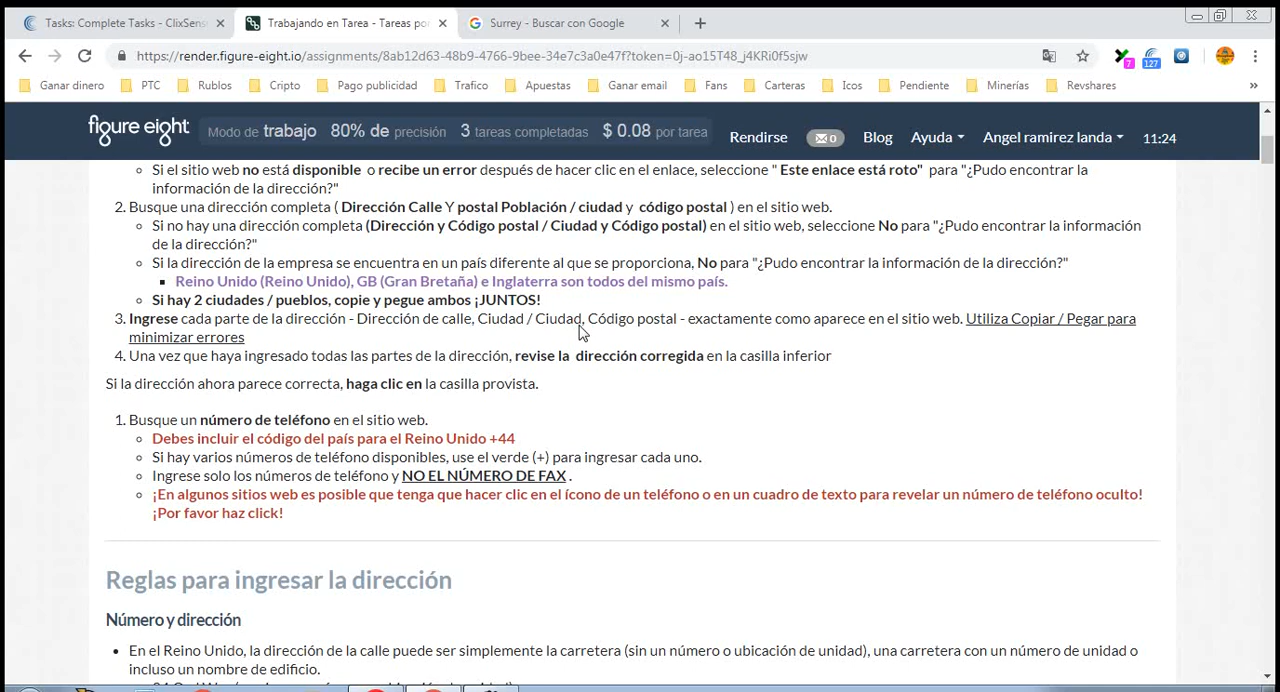 Tasks: Complete Tasks - ClixSens
Trabajando en Tarea - Tareas por
Surrey - Buscar con Google
https://render.figure-eight.io/assignments/8ab12d63-48b9-4766-9bee-34e7c3a0e47f?token=0j-ao15T48_j4KRi0f5sjw
7
127
Ganar dinero PTC Rublos Cripto Pago publicidad Trafico Apuestas Ganar email Fans Carteras Icos Pendiente Minerías Revshares »
figure eight Modo de trabajo 80% de precisión 3 tareas completadas $ 0.08 por tarea Rendirse 0 Blog Ayuda Angel ramirez landa 11:24
Si el sitio web no está disponible o recibe un error después de hacer clic en el enlace, seleccione " Este enlace está roto" para "¿Pudo encontrar la
información de la dirección?"
2. Busque una dirección completa ( Dirección Calle Y postal Población / ciudad y código postal ) en el sitio web.
Si no hay una dirección completa (Dirección y Código postal / Ciudad y Código postal) en el sitio web, seleccione No para "¿Pudo encontrar la información
de la dirección?"
Si la dirección de la empresa se encuentra en un país diferente al que se proporciona, No para "¿Pudo encontrar la información de la dirección?"
Reino Unido (Reino Unido), GB (Gran Bretaña) e Inglaterra son todos del mismo país.
Si hay 2 ciudades / pueblos, copie y pegue ambos ¡JUNTOS!
3. Ingrese cada parte de la dirección - Dirección de calle, Ciudad / Ciudad, Código postal - exactamente como aparece en el sitio web. Utiliza Copiar / Pegar para
minimizar errores
4. Una vez que haya ingresado todas las partes de la dirección, revise la dirección corregida en la casilla inferior
Si la dirección ahora parece correcta, haga clic en la casilla provista.
1. Busque un número de teléfono en el sitio web.
Debes incluir el código del país para el Reino Unido +44
Si hay varios números de teléfono disponibles, use el verde (+) para ingresar cada uno.
Ingrese solo los números de teléfono y NO EL NÚMERO DE FAX .
¡En algunos sitios web es posible que tenga que hacer clic en el ícono de un teléfono o en un cuadro de texto para revelar un número de teléfono oculto!
¡Por favor haz click!
Reglas para ingresar la dirección
Número y dirección
En el Reino Unido, la dirección de la calle puede ser simplemente la carretera (sin un número o ubicación de unidad), una carretera con un número de unidad o
incluso un nombre de edificio.